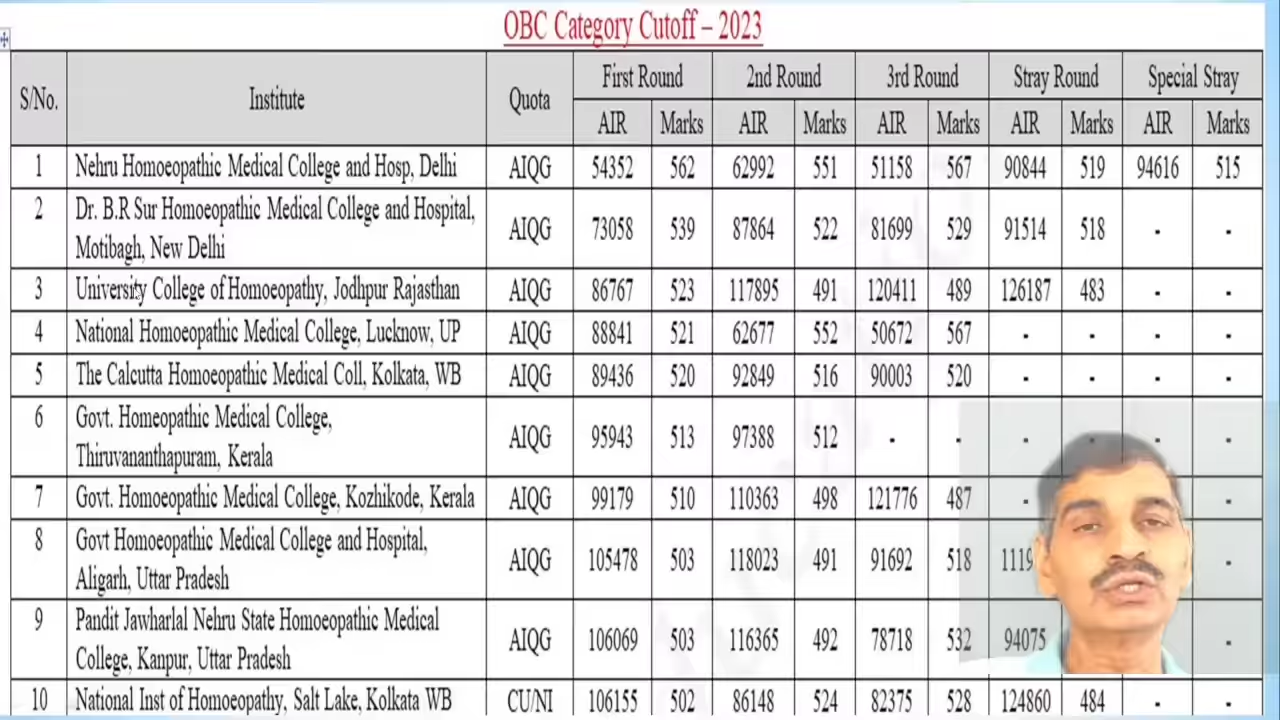 OBC Category Cutoff – 2023
S/No. Institute Quota First Round 2nd Round 3rd Round Stray Round Special Stray
AIR Marks AIR Marks AIR Marks AIR Marks AIR Marks
1 Nehru Homoeopathic Medical College and Hosp, Delhi AIQG 54352 562 62992 551 51158 567 90844 519 94616 515
2 Dr. B.R Sur Homoeopathic Medical College and Hospital,
Motibagh, New Delhi AIQG 73058 539 87864 522 81699 529 91514 518 - -
3 University College of Homoeopathy, Jodhpur Rajasthan AIQG 86767 523 117895 491 120411 489 126187 483 - -
4 National Homoeopathic Medical College, Lucknow, UP AIQG 88841 521 62677 552 50672 567 - - - -
5 The Calcutta Homoeopathic Medical Coll, Kolkata, WB AIQG 89436 520 92849 516 90003 520 - - - -
6 Govt. Homeopathic Medical College,
Thiruvananthapuram, Kerala AIQG 95943 513 97388 512 - - - - - -
7 Govt. Homoeopathic Medical College, Kozhikode, Kerala AIQG 99179 510 110363 498 121776 487 - -
8 Govt Homoeopathic Medical College and Hospital,
Aligarh, Uttar Pradesh AIQG 105478 503 118023 491 91692 518 -
9 Pandit Jawharlal Nehru State Homoeopathic Medical
College, Kanpur, Uttar Pradesh AIQG 106069 503 116365 492 78718 532 94075 -
10 National Inst of Homoeopathy, Salt Lake, Kolkata WB CU/NI 106155 502 86148 524 82375 528 124860 484 - -